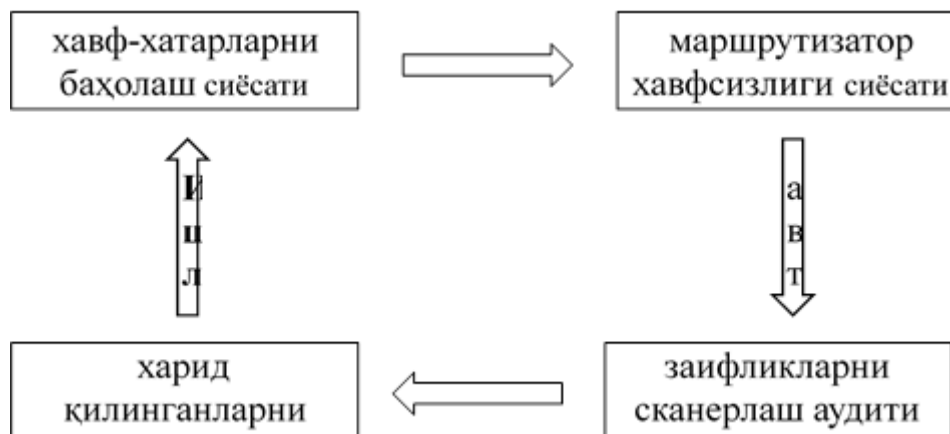 хавф-хатарларни
баҳолаш сиёсати
маршрутизатор
хавфсизлиги сиёсати
а
в
т
заифликларни
сканерлаш аудити
харид
қилинганларни
И
ш
л